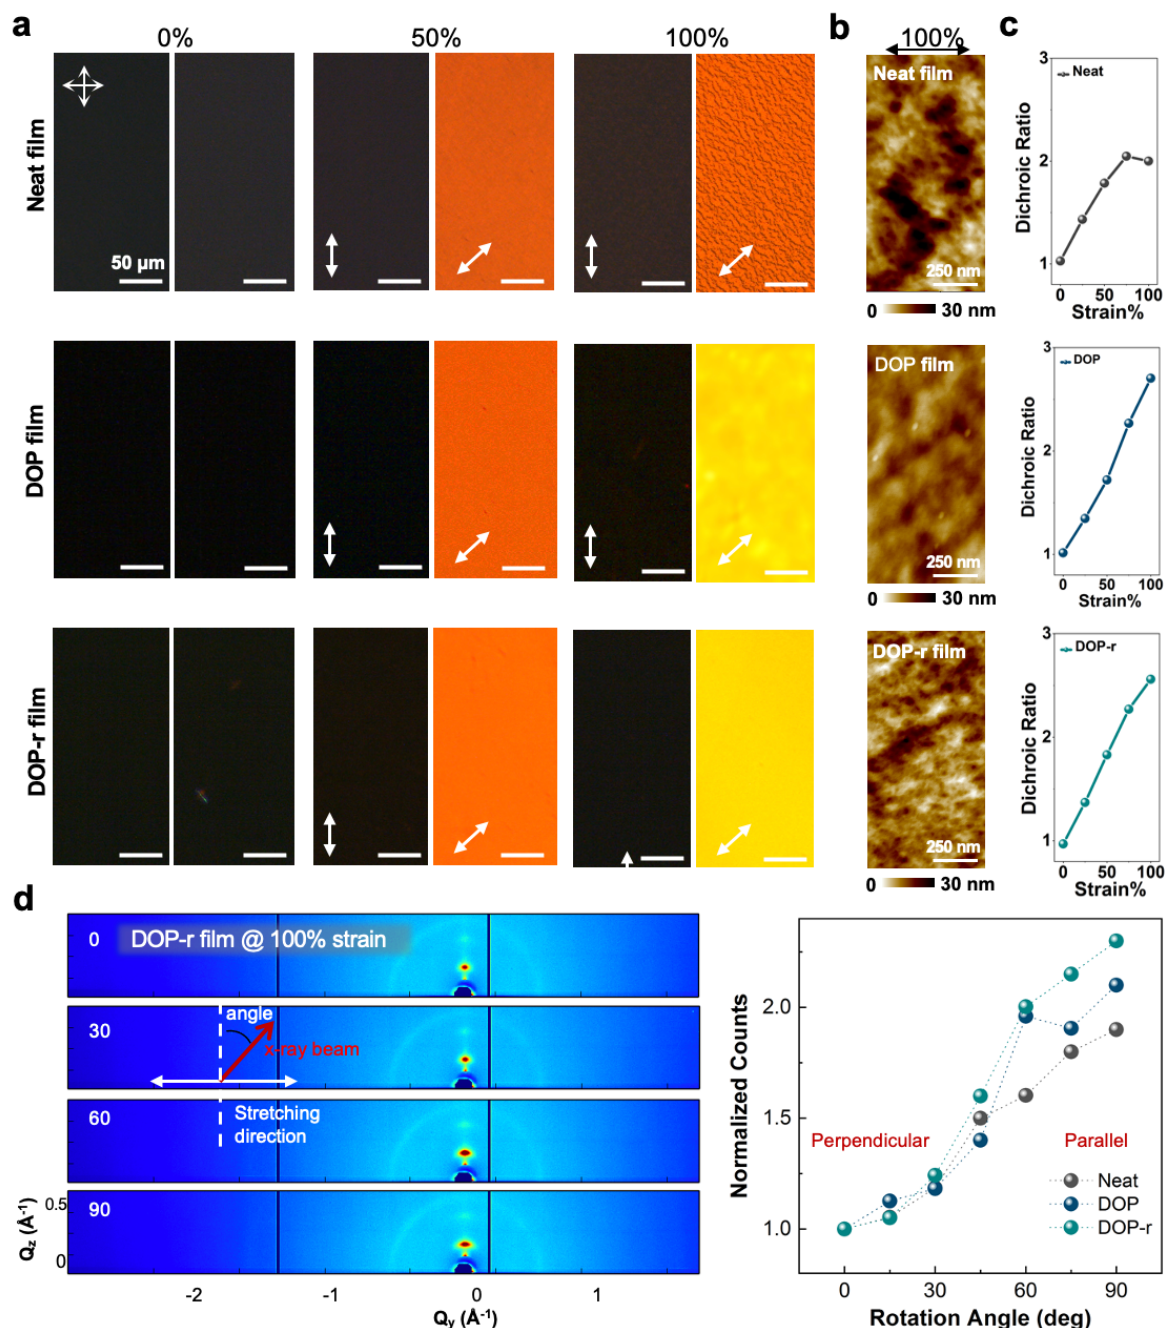 a
0%
50%
100%
b
100%
c
Neat film
50 μm
Neat film
250 nm
0
30 nm
3
2
1
Neat
Dichroic Ratio
0
50
100
Strain%
DOP film
DOP film
250 nm
0
30 nm
3
2
1
DOP
Dichroic Ratio
0
50
100
Strain%
DOP-r film
DOP-r film
250 nm
0
30 nm
3
2
1
DOP-r
Dichroic Ratio
0
50
100
Strain%
d
0
DOP-r film @ 100% strain
30
angle
x-ray beam
60
Stretching
direction
90
0.5
0
Qz (Å-1)
-2
-1
0
1
Qy (Å-1)
Normalized Counts
2.0
1.5
1.0
Perpendicular
Parallel
Neat
DOP
DOP-r
0
30
60
90
Rotation Angle (deg)